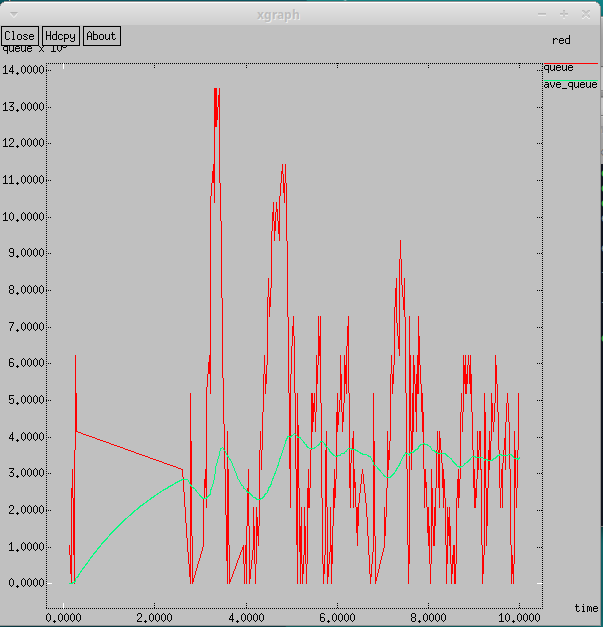 xgraph
Close Hdcpy About
red
queue x 10
queue
ave_queue
14.0000
13.0000
12.0000
11.0000
10.0000
9.0000
8.0000
7.0000
6.0000
5.0000
4.0000
3.0000
2.0000
1.0000
0.0000
time
0.0000 2.0000 4.0000 6.0000 8.0000 10.0000